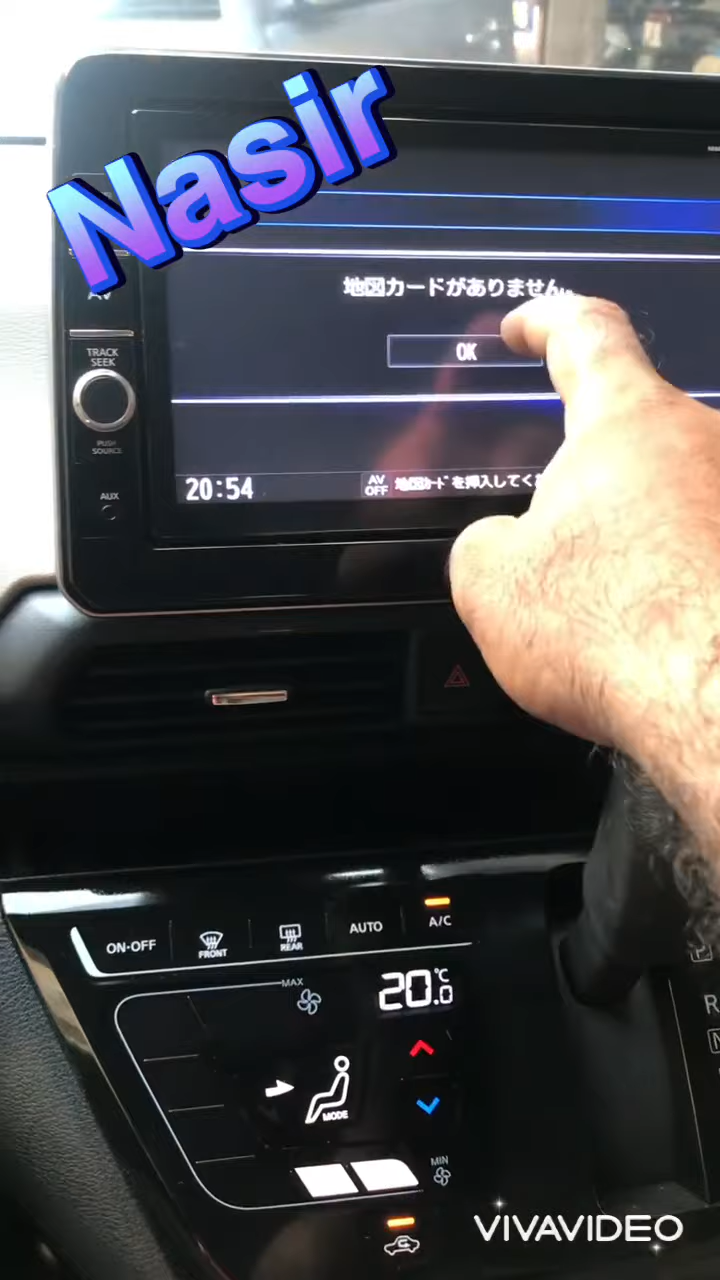 Nasir
地図カードがありません。
OK
AV
TRACK
SEEK
PUSH
SOURCE
AUX
20:54
AV
OFF
地図カードを挿入してく
ON·OFF
FRONT
REAR
AUTO
A/C
MAX
20.0
℃
MODE
MIN
P
R
N
VIVAVIDEO